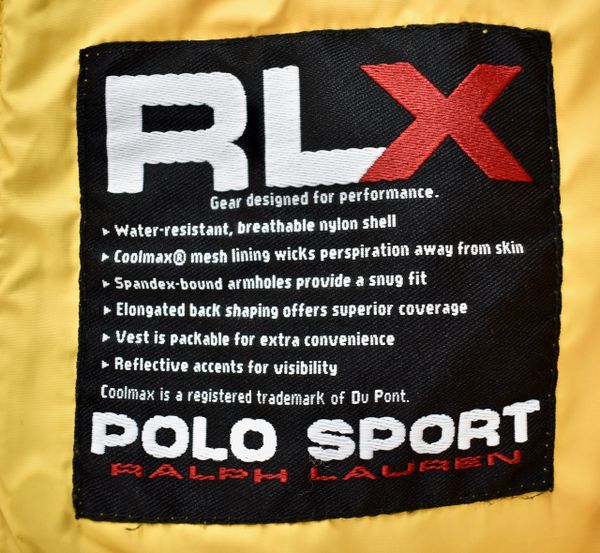 RLX
Gear designed for performance.
▸ Water-resistant, breathable nylon shell
▸ Coolmax® mesh lining wicks perspiration away from skin
▸ Spandex-bound armholes provide a snug fit
▸ Elongated back shaping offers superior coverage
▸ Vest is packable for extra convenience
▸ Reflective accents for visibility
Coolmax is a registered trademark of Du Pont.
POLO SPORT
RALPH LAUREN